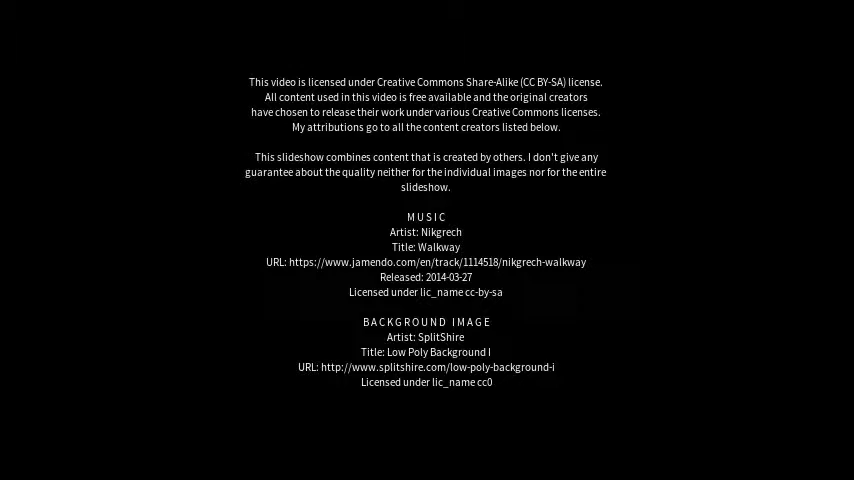 This video is licensed under Creative Commons Share-Alike (CC BY-SA) license.
All content used in this video is free available and the original creators
have chosen to release their work under various Creative Commons licenses.
My attributions go to all the content creators listed below.
This slideshow combines content that is created by others. I don't give any
guarantee about the quality neither for the individual images nor for the entire
slideshow.
MUSIC
Artist: Nikgrech
Title: Walkway
URL: https://www.jamendo.com/en/track/1114518/nikgrech-walkway
Released: 2014-03-27
Licensed under lic_name cc-by-sa
BACKGROUND IMAGE
Artist: SplitShire
Title: Low Poly Background I
URL: http://www.splitshire.com/low-poly-background-i
Licensed under lic_name cc0